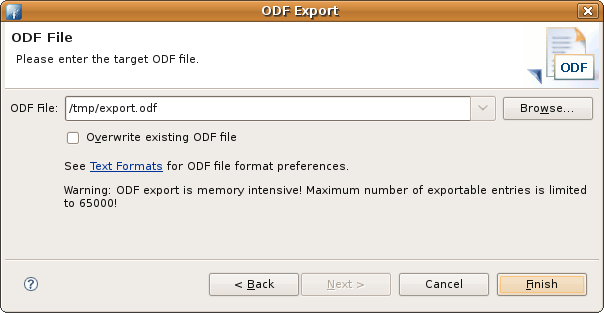 ODF Export
ODF File
Please enter the target ODF file.
ODF
ODF File: /tmp/export.odf Browse...
Overwrite existing ODF file
See Text Formats for ODF file format preferences.
Warning: ODF export is memory intensive! Maximum number of exportable entries is limited
to 65000!
? < Back Next > Cancel Finish